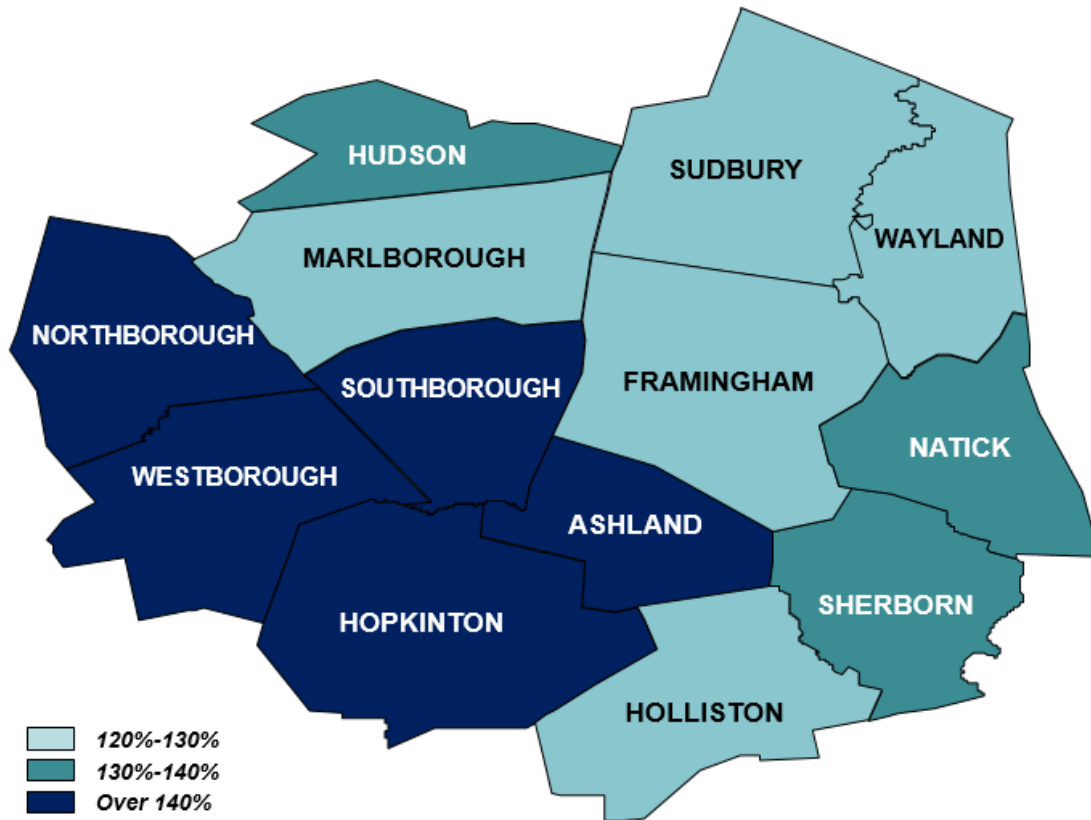 HUDSON
SUDBURY
WAYLAND
MARLBOROUGH
NORTHBOROUGH
SOUTHBOROUGH
FRAMINGHAM
NATICK
WESTBOROUGH
ASHLAND
SHERBORN
HOPKINTON
HOLLISTON
120%-130%
130%-140%
Over 140%